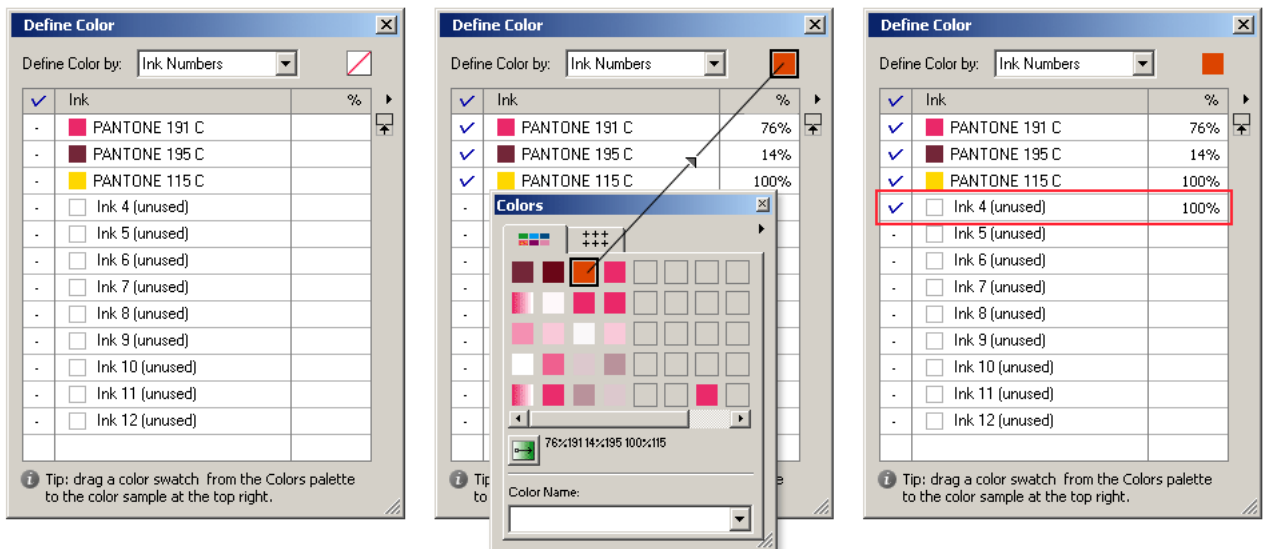 Define Color
Define Color by: Ink Numbers
Ink %
PANTONE 191 C
PANTONE 195 C
PANTONE 115 C
Ink 4 (unused)
Ink 5 (unused)
Ink 6 (unused)
Ink 7 (unused)
Ink 8 (unused)
Ink 9 (unused)
Ink 10 (unused)
Ink 11 (unused)
Ink 12 (unused)
Tip: drag a color swatch from the Colors palette
to the color sample at the top right.
Define Color
Define Color by: Ink Numbers
Ink %
PANTONE 191 C 76%
PANTONE 195 C 14%
PANTONE 115 C 100%
Colors
76%191 14%195 100%115
Color Name:
Define Color
Define Color by: Ink Numbers
Ink %
PANTONE 191 C 76%
PANTONE 195 C 14%
PANTONE 115 C 100%
Ink 4 (unused) 100%
Ink 5 (unused)
Ink 6 (unused)
Ink 7 (unused)
Ink 8 (unused)
Ink 9 (unused)
Ink 10 (unused)
Ink 11 (unused)
Ink 12 (unused)
Tip: drag a color swatch from the Colors palette
to the color sample at the top right.